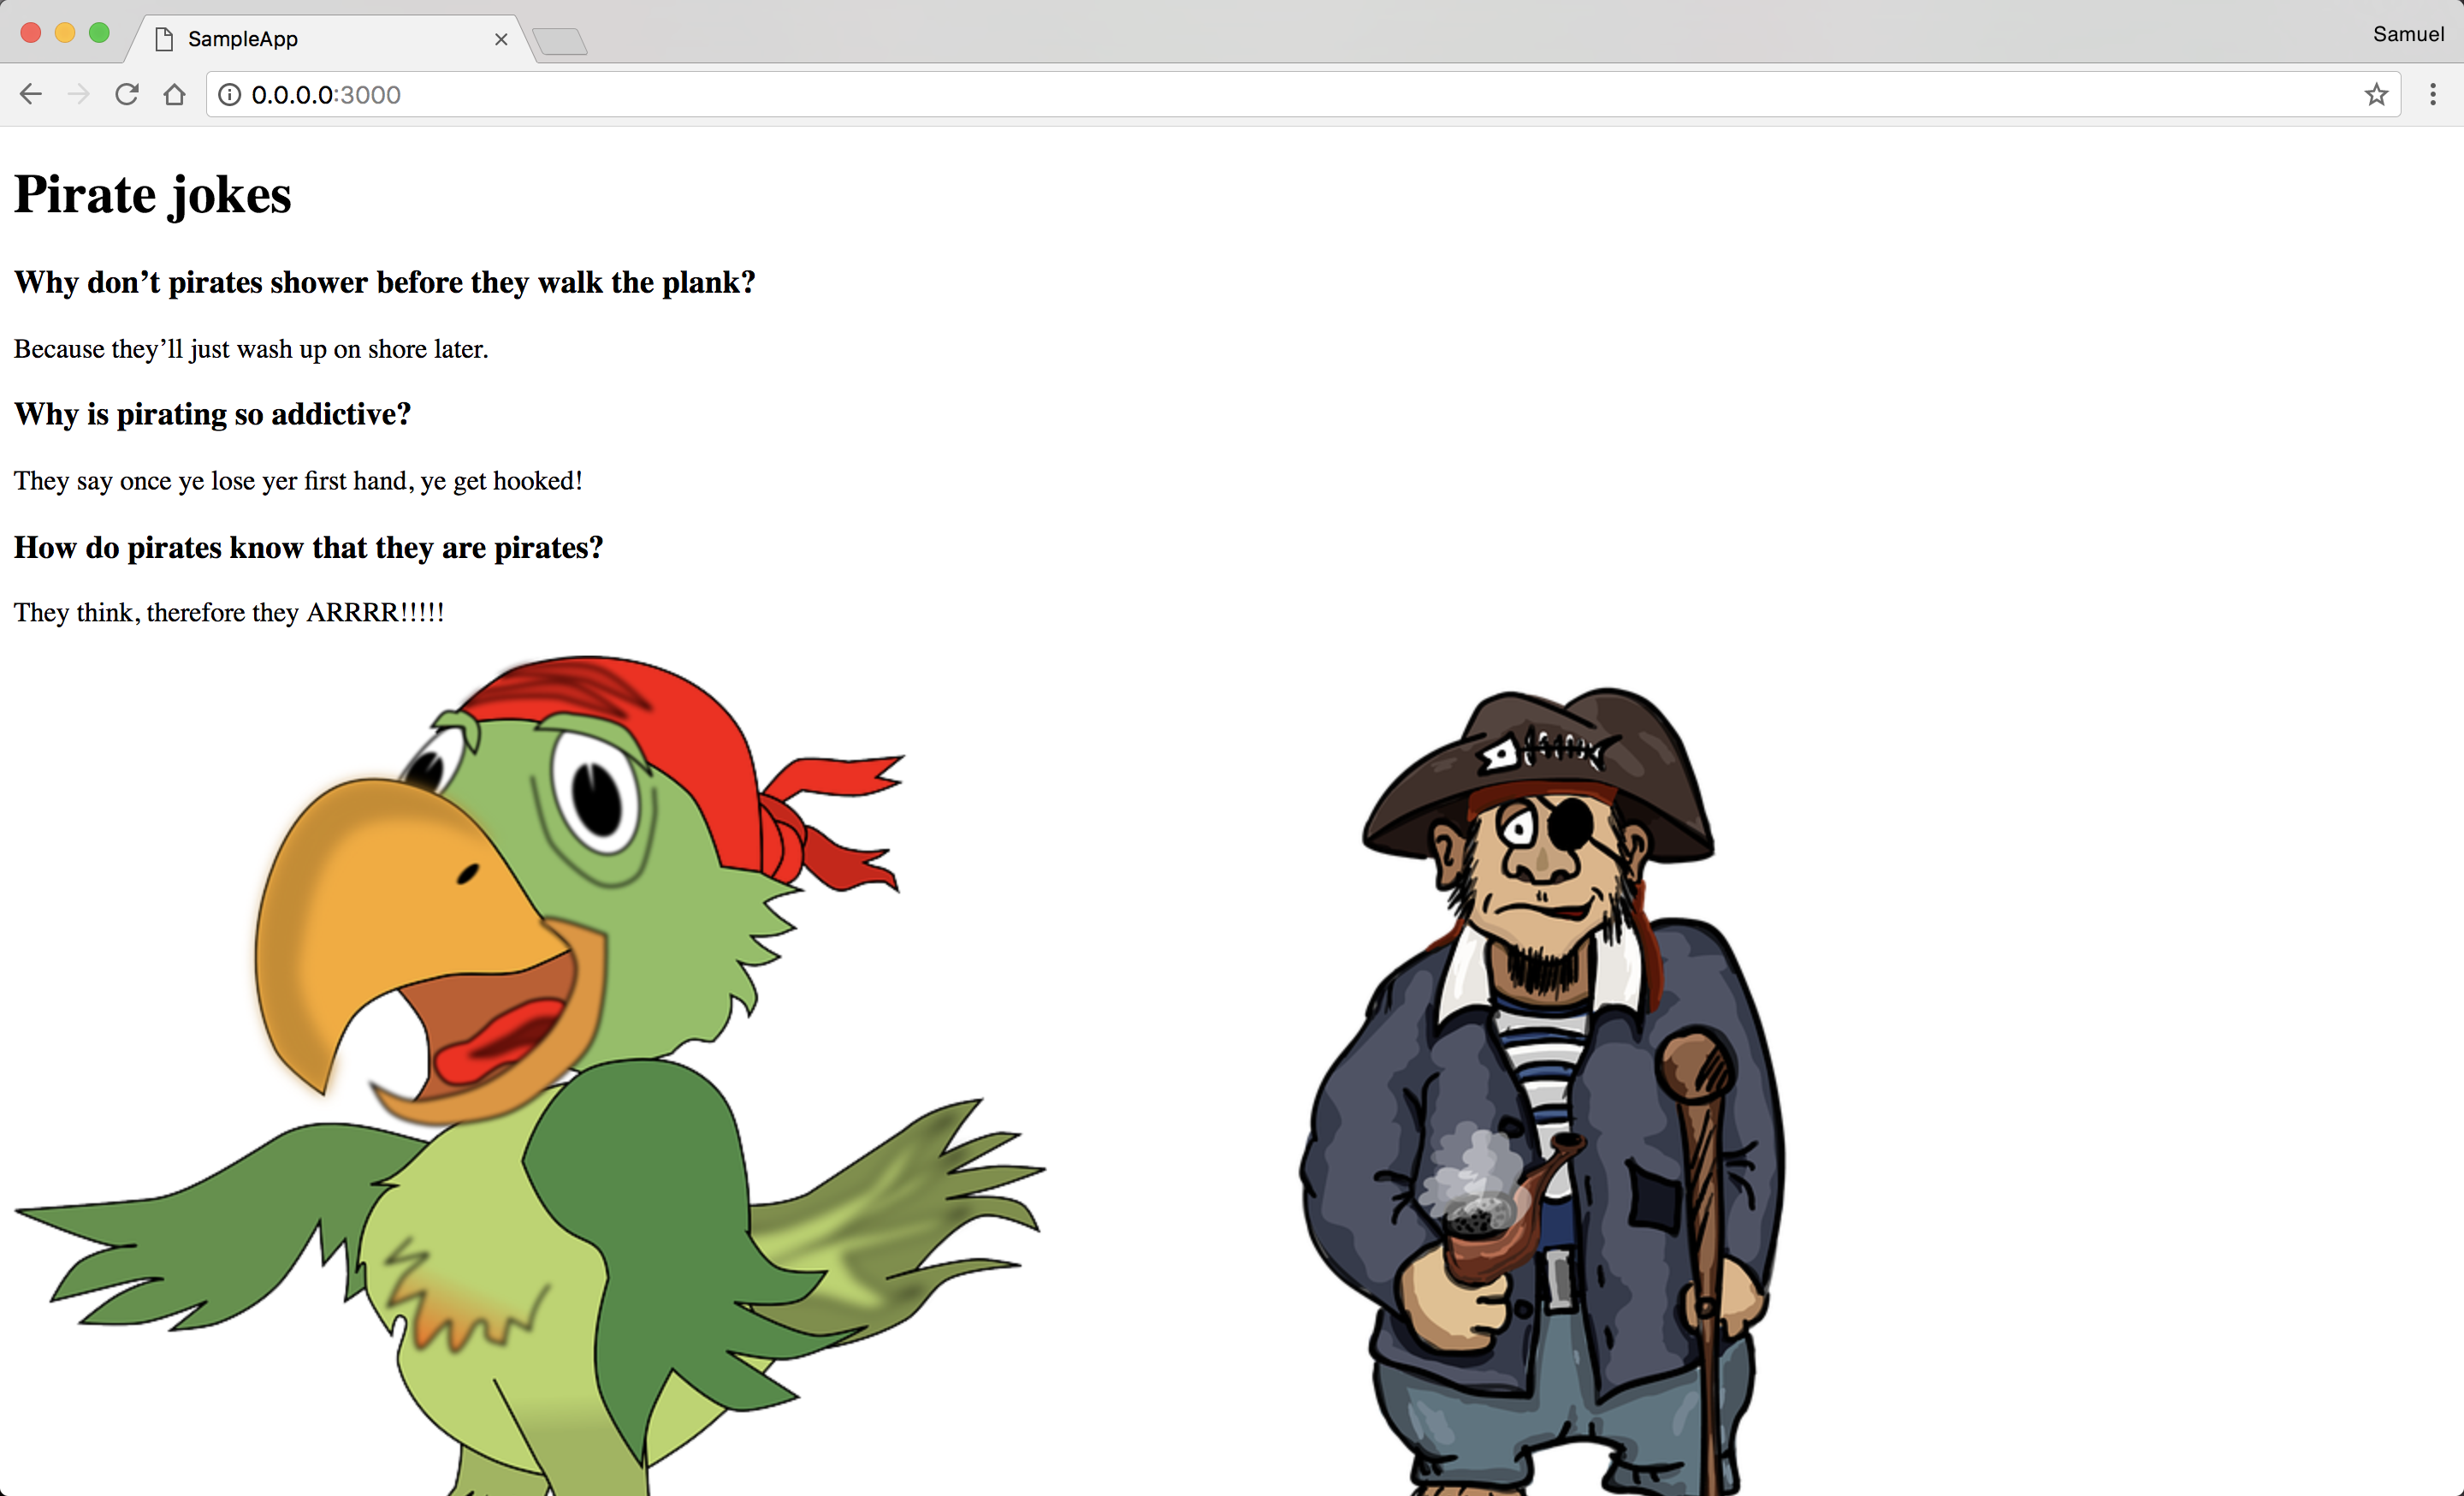 SampleApp
Samuel
0.0.0.0:3000
Pirate jokes
Why don’t pirates shower before they walk the plank?
Because they’ll just wash up on shore later.
Why is pirating so addictive?
They say once ye lose yer first hand, ye get hooked!
How do pirates know that they are pirates?
They think, therefore they ARRRR!!!!!